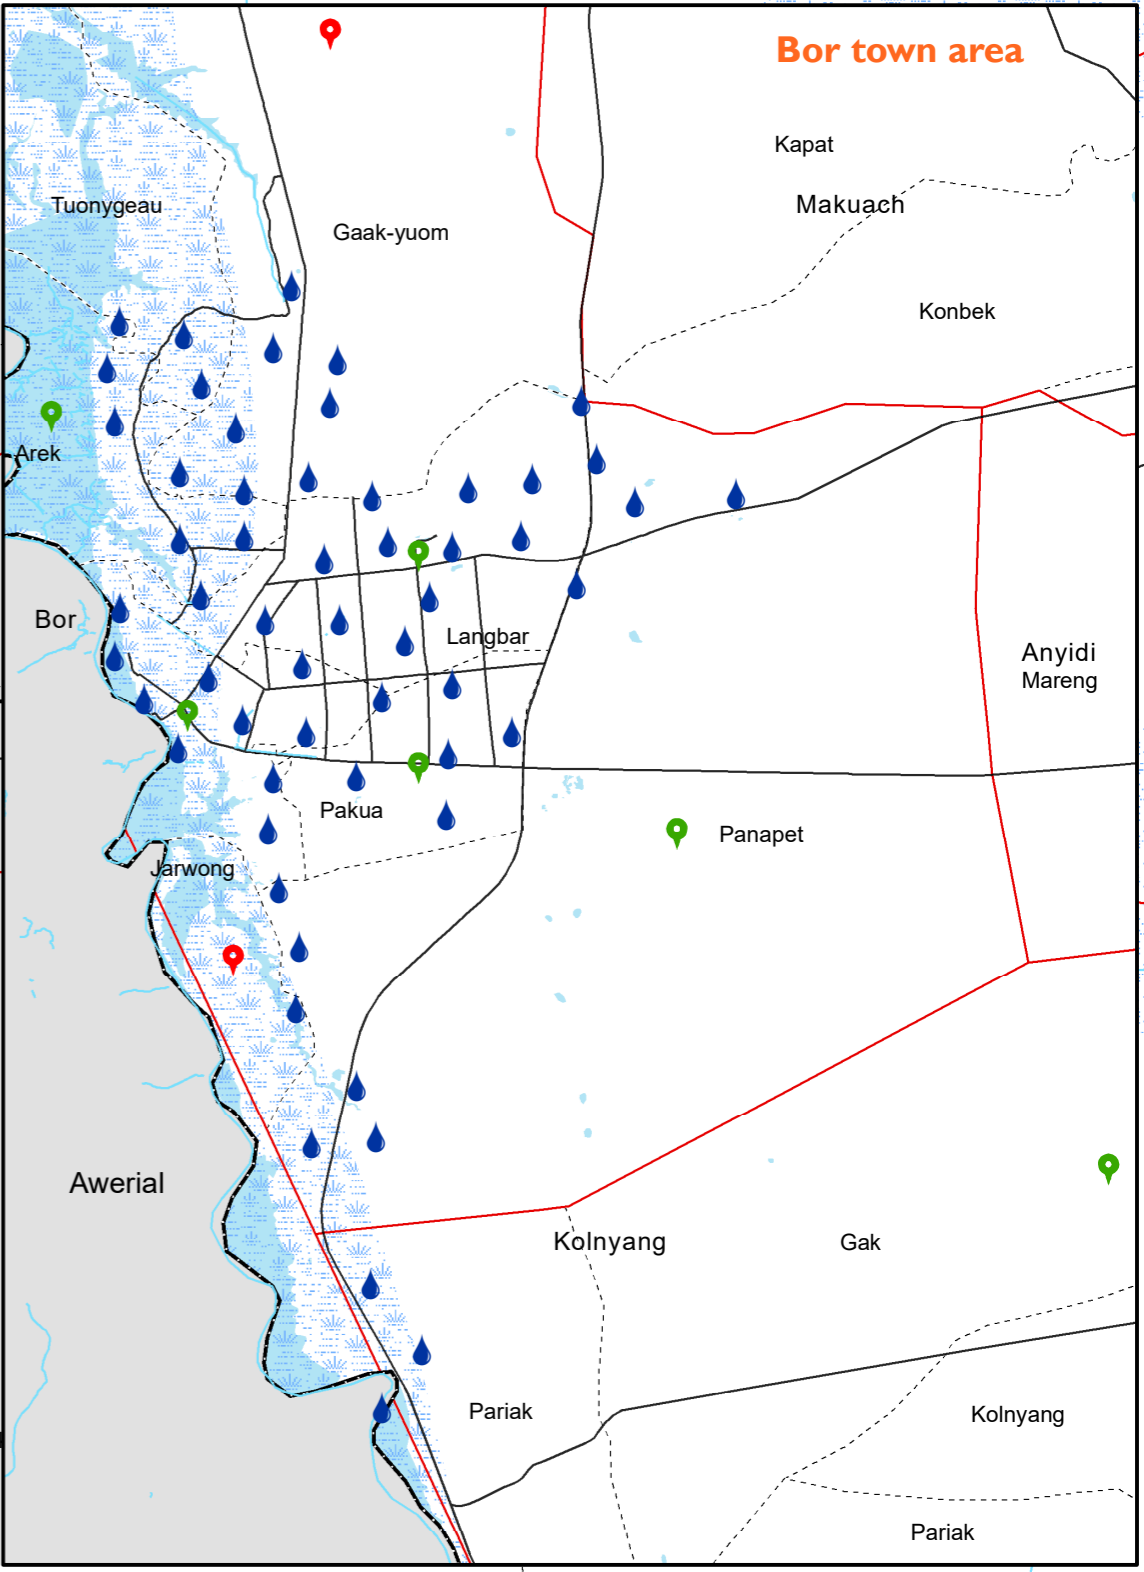 Bor town area
Kapat
Makuach
Tuonygeau
Gaak-yuom
Konbek
Arek
Bor
Langbar
Anyidi
Mareng
Pakua
Panapet
Jarwong
Awerial
Kolnyang
Gak
Pariak
Kolnyang
Pariak